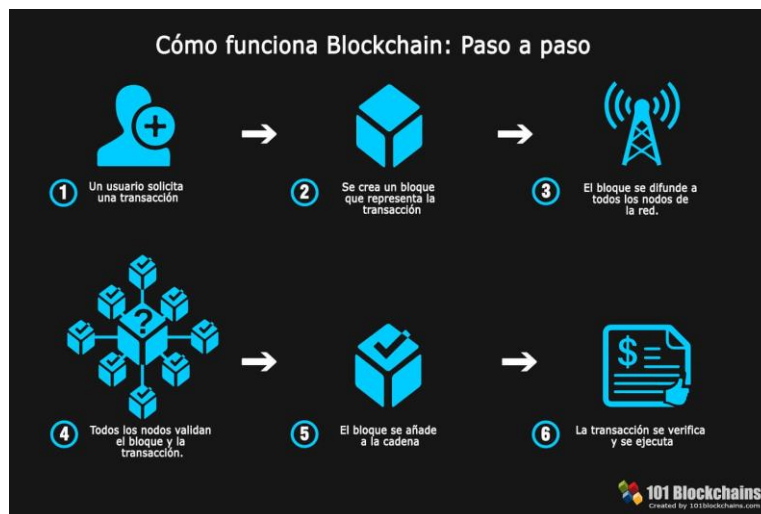 Cómo funciona Blockchain: Paso a paso
1
Un usuario solicita
una transacción
2
Se crea un bloque
que representa la
transacción
3
El bloque se difunde a
todos los nodos de
la red.
?
4
Todos los nodos validan
el bloque y la
transacción.
5
El bloque se añade
a la cadena
$
6
La transacción se verifica
y se ejecuta
101 Blockchains
Created by 101blockchains.com